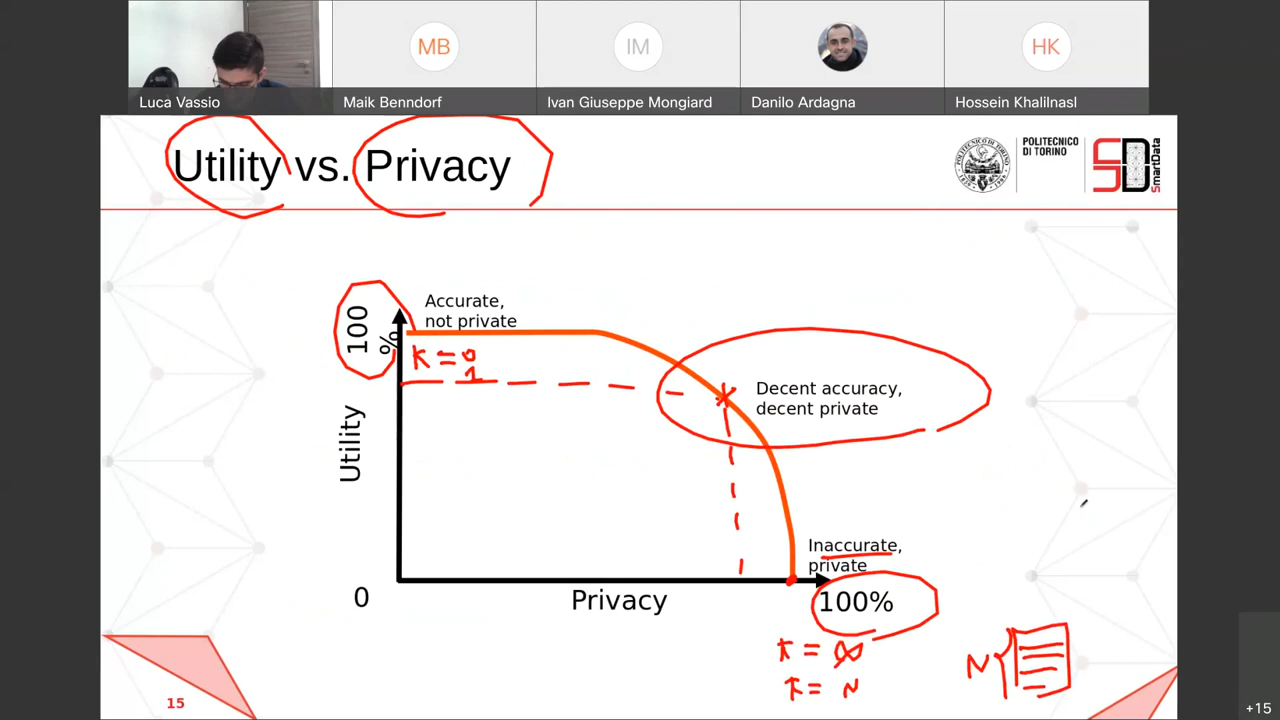 MB
IM
HK
Luca Vassio
Maik Benndorf
Ivan Giuseppe Mongiard
Danilo Ardagna
Hossein Khalilnasl
Utility vs. Privacy
POLITECNICO
DI TORINO
SD
SmartData
100
%
Accurate,
not private
K = 0
1
Decent accuracy,
decent private
Utility
Inaccurate,
private
0
Privacy
100%
K = ∞
K = N
N
15
+15